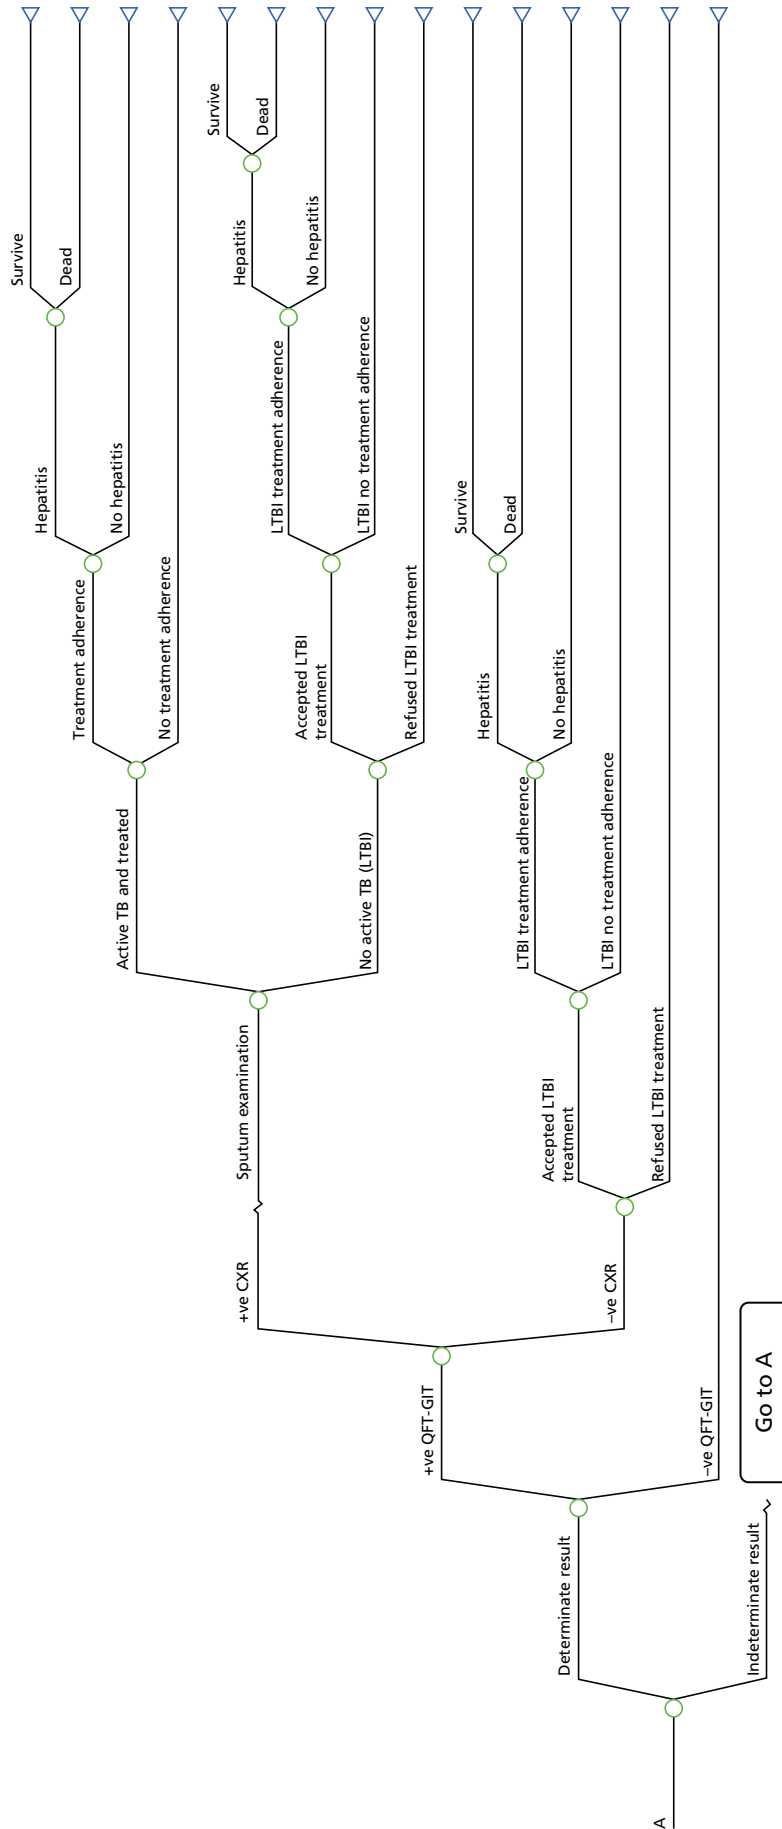 A
Determinate result
Indeterminate result
Go to A
+ve QFT-GIT
−ve QFT-GIT
+ve CXR
−ve CXR
Sputum examination
Active TB and treated
No active TB (LTBI)
Treatment adherence
No treatment adherence
Hepatitis
No hepatitis
Survive
Dead
Accepted LTBI
treatment
Refused LTBI treatment
LTBI treatment adherence
LTBI no treatment adherence
Hepatitis
No hepatitis
Survive
Dead
Accepted LTBI
treatment
Refused LTBI treatment
LTBI treatment adherence
LTBI no treatment adherence
Hepatitis
No hepatitis
Survive
Dead